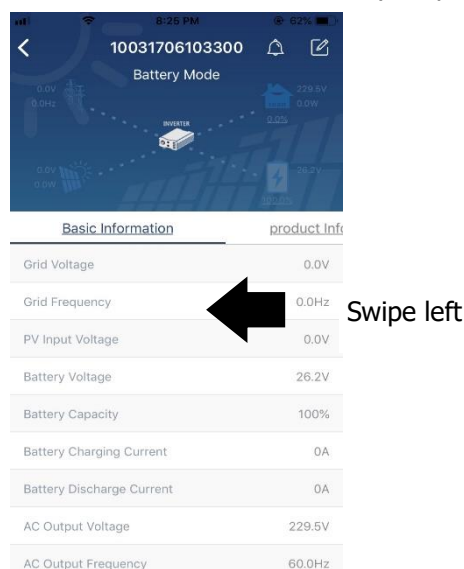 8:25 PM 62%
10031706103300
Battery Mode
0.0V
0.0Hz
229.5V
0.0W
0.0%
INVERTER
0.0V
0.0W
26.2V
100.0%
Basic Information product Info
Grid Voltage 0.0V
Grid Frequency 0.0Hz
Swipe left
PV Input Voltage 0.0V
Battery Voltage 26.2V
Battery Capacity 100%
Battery Charging Current 0A
Battery Discharge Current 0A
AC Output Voltage 229.5V
AC Output Frequency 60.0Hz